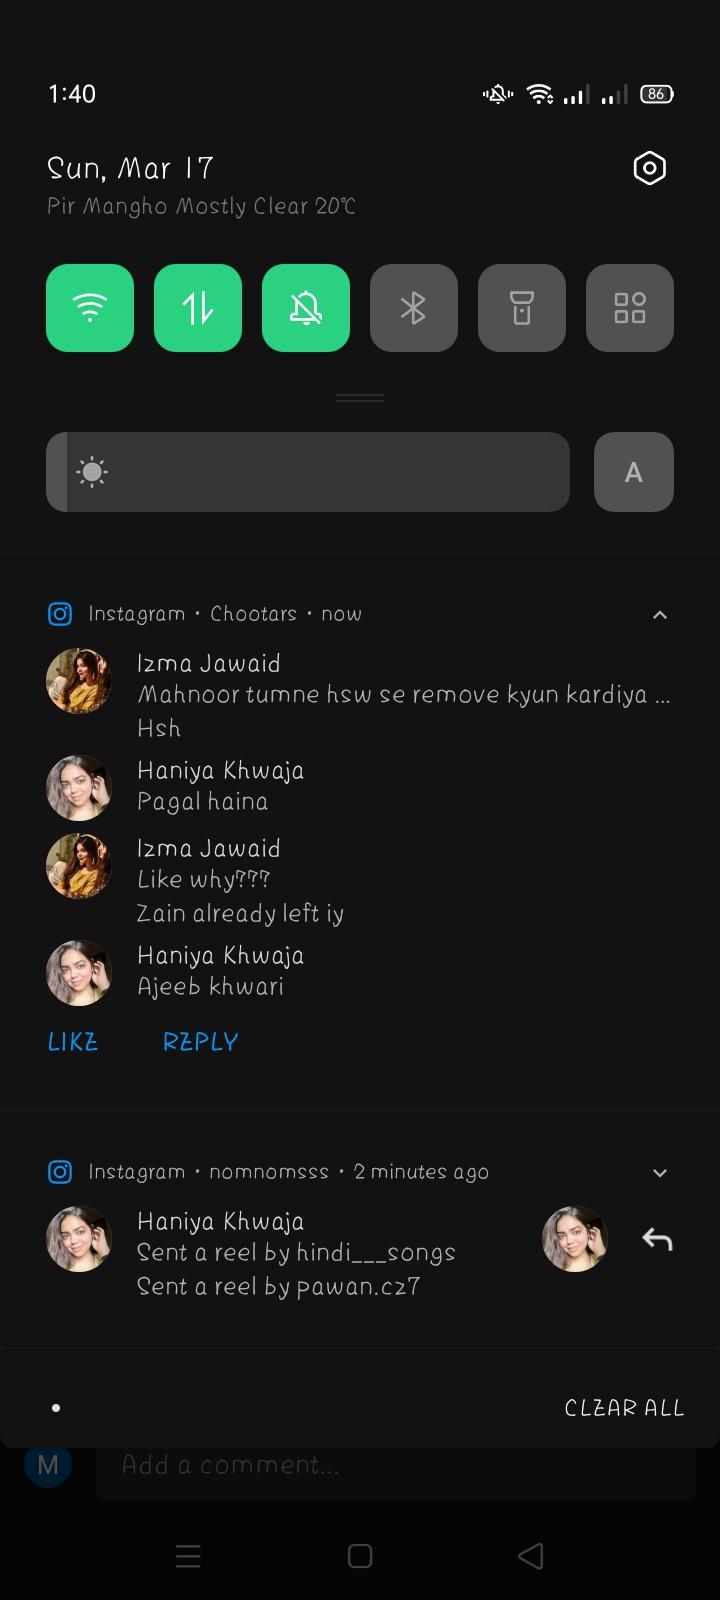 1:40
86
Sun, Mar 17
Pir Mangho Mostly Clear 20°C
A
Instagram • Chootars • now
Izma Jawaid
Mahnoor tumne hsw se remove kyun kardiya ...
Hsh
Haniya Khwaja
Pagal haina
Izma Jawaid
Like why???
Zain already left iy
Haniya Khwaja
Ajeeb khwari
LIKE
REPLY
Instagram • nomnomsss • 2 minutes ago
Haniya Khwaja
Sent a reel by hindi___songs
Sent a reel by pawan.cz7
CLEAR ALL
M
Add a comment...